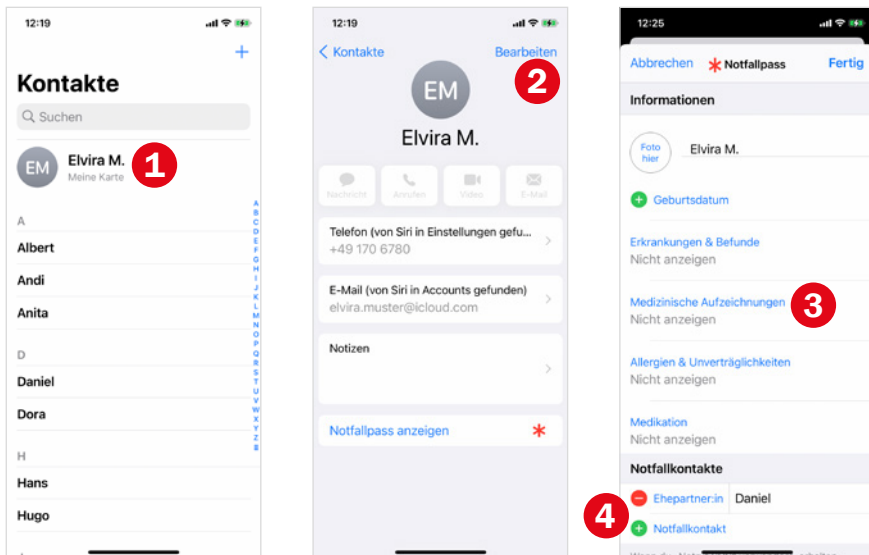 12:19
+
Kontakte
Suchen
EM
Elvira M.
Meine Karte
1
A
Albert
Andi
Anita
D
Daniel
Dora
H
Hans
Hugo
A
B
C
D
E
F
G
H
I
J
K
L
M
N
O
P
Q
R
S
T
U
V
W
X
Y
Z
#
12:19
Kontakte
Bearbeiten
2
EM
Elvira M.
Nachricht
Anrufen
Video
E-Mail
Telefon (von Siri in Einstellungen gefu...
+49 170 6780
E-Mail (von Siri in Accounts gefunden)
elvira.muster@icloud.com
Notizen
Notfallpass anzeigen
12:25
Abbrechen
Notfallpass
Fertig
Informationen
Foto
hier
Elvira M.
Geburtsdatum
Erkrankungen & Befunde
Nicht anzeigen
Medizinische Aufzeichnungen
3
Nicht anzeigen
Allergien & Unverträglichkeiten
Nicht anzeigen
Medikation
Nicht anzeigen
Notfallkontakte
4
Ehepartner:in
Daniel
Notfallkontakt